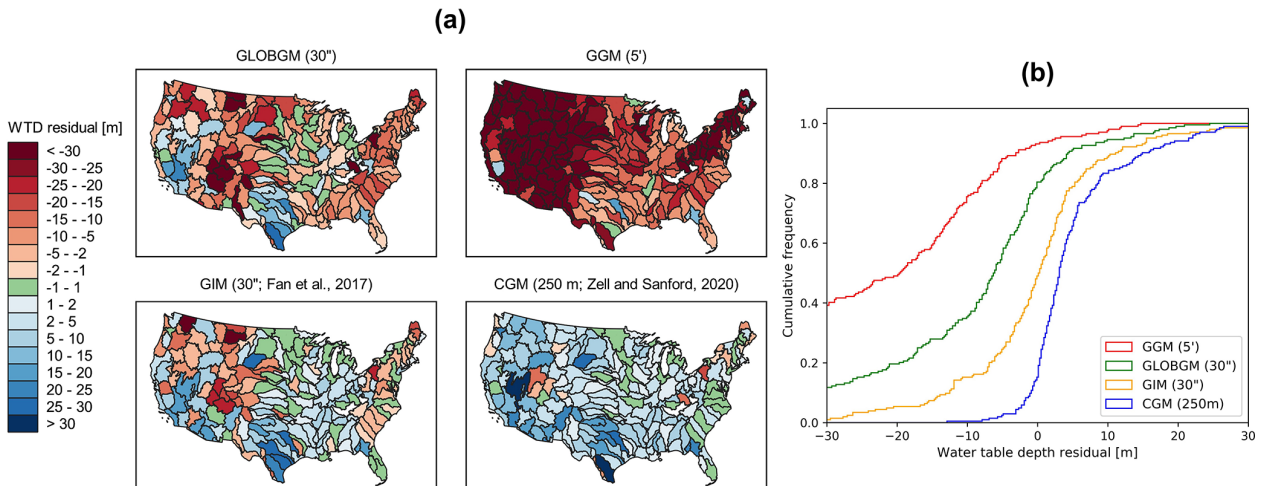 (a)
GLOBGM (30")
GGM (5')
WTD residual [m]
< -30
-30 - -25
-25 - -20
-20 - -15
-15 - -10
-10 - -5
-5 - -2
-2 - -1
-1 - 1
1 - 2
2 - 5
5 - 10
10 - 15
15 - 20
20 - 25
25 - 30
> 30
GIM (30"; Fan et al., 2017)
CGM (250 m; Zell and Sanford, 2020)
(b)
Cumulative frequency
1.0
0.8
0.6
0.4
0.2
0.0
GGM (5')
GLOBGM (30")
GIM (30")
CGM (250m)
−30
−20
−10
0
10
20
30
Water table depth residual [m]